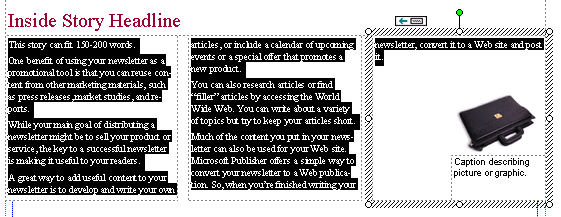 Inside Story Headline
This story can fit 150-200 words.
One benefit of using your newsletter as a
promotional tool is that you can reuse con-
tent from other marketing materials, such
as press releases, market studies, and re-
ports.
While your main goal of distributing a
newsletter might be to sell your product or
service, the key to a successful newsletter
is making it useful to your readers.
A great way to add useful content to your
newsletter is to develop and write your own
articles, or include a calendar of upcoming
events or a special offer that promotes a
new product.
You can also research articles or find
“filler” articles by accessing the World
Wide Web. You can write about a variety
of topics but try to keep your articles short.
Much of the content you put in your news-
letter can also be used for your Web site.
Microsoft Publisher offers a simple way to
convert your newsletter to a Web publica-
tion. So, when you’re finished writing your
newsletter, convert it to a Web site and post
it.
Caption describing
picture or graphic.